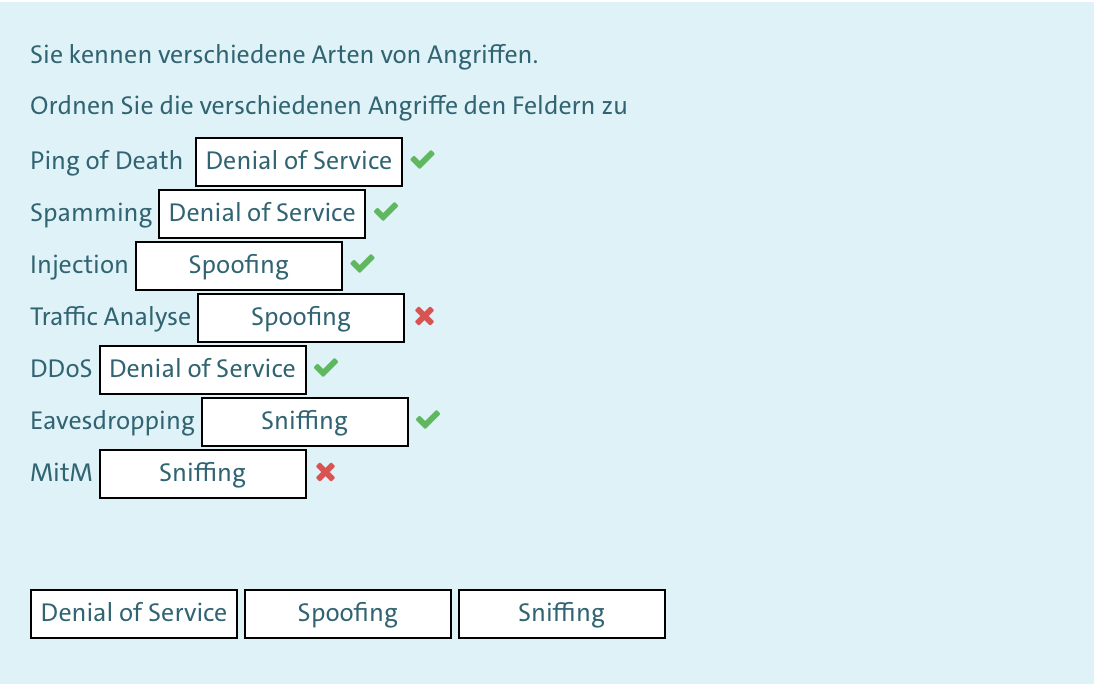 Sie kennen verschiedene Arten von Angriffen.
Ordnen Sie die verschiedenen Angriffe den Feldern zu
Ping of Death Denial of Service
Spamming Denial of Service
Injection Spoofing
Traffic Analyse Spoofing
DDoS Denial of Service
Eavesdropping Sniffing
MitM Sniffing
Denial of Service Spoofing Sniffing